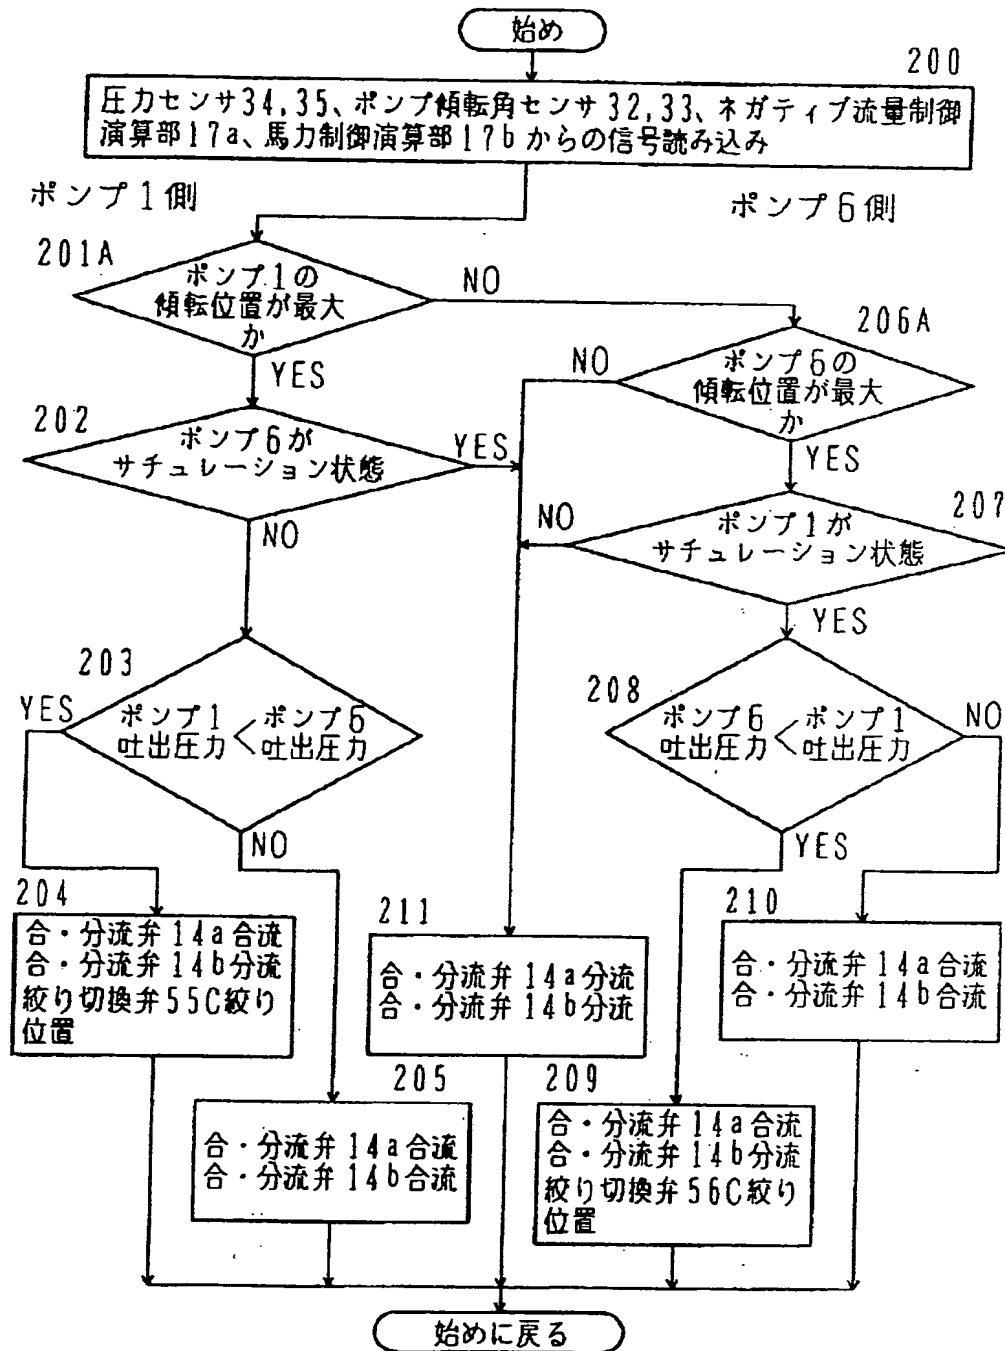 始め
200
圧力センサ34,35、ポンプ傾転角センサ32,33、ネガティブ流量制御
演算部17a、馬力制御演算部17bからの信号読み込み
ポンプ1側
ポンプ6側
201A
ポンプ1の
傾転位置が最大
か
NO
YES
206A
ポンプ6の
傾転位置が最大
か
NO
YES
202
ポンプ6が
サチュレーション状態
YES
NO
207
ポンプ1が
サチュレーション状態
NO
YES
203
ポンプ1 ポンプ6
吐出圧力<吐出圧力
YES
NO
208
ポンプ6 ポンプ1
吐出圧力<吐出圧力
NO
YES
204
合・分流弁14a合流
合・分流弁14b分流
絞り切換弁55C絞り
位置
211
合・分流弁14a分流
合・分流弁14b分流
210
合・分流弁14a合流
合・分流弁14b合流
205
合・分流弁14a合流
合・分流弁14b合流
209
合・分流弁14a合流
合・分流弁14b分流
絞り切換弁56C絞り
位置
始めに戻る